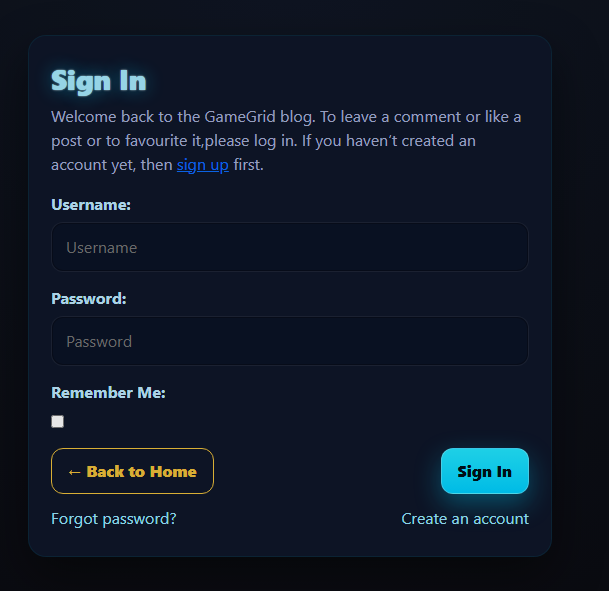 Sign In
Welcome back to the GameGrid blog. To leave a comment or like a
post or to favourite it,please log in. If you haven’t created an
account yet, then sign up first.
Username:
Username
Password:
Password
Remember Me:
← Back to Home
Sign In
Forgot password?
Create an account